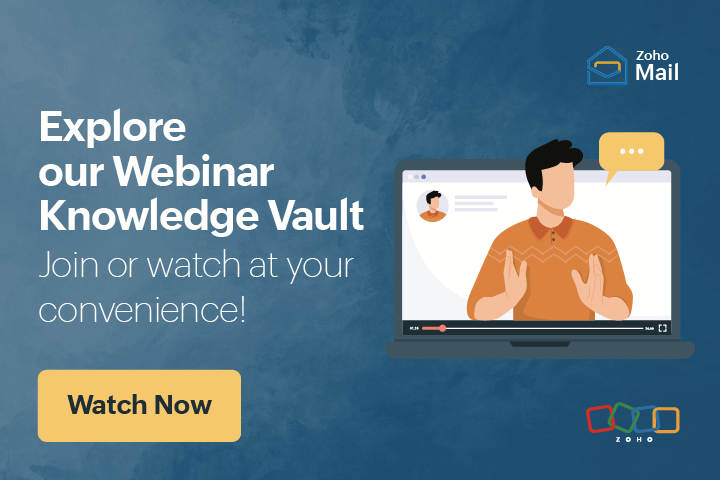 Zoho
Mail
Explore
our Webinar
Knowledge Vault
Join or watch at your
convenience!
Watch Now
ZOHO